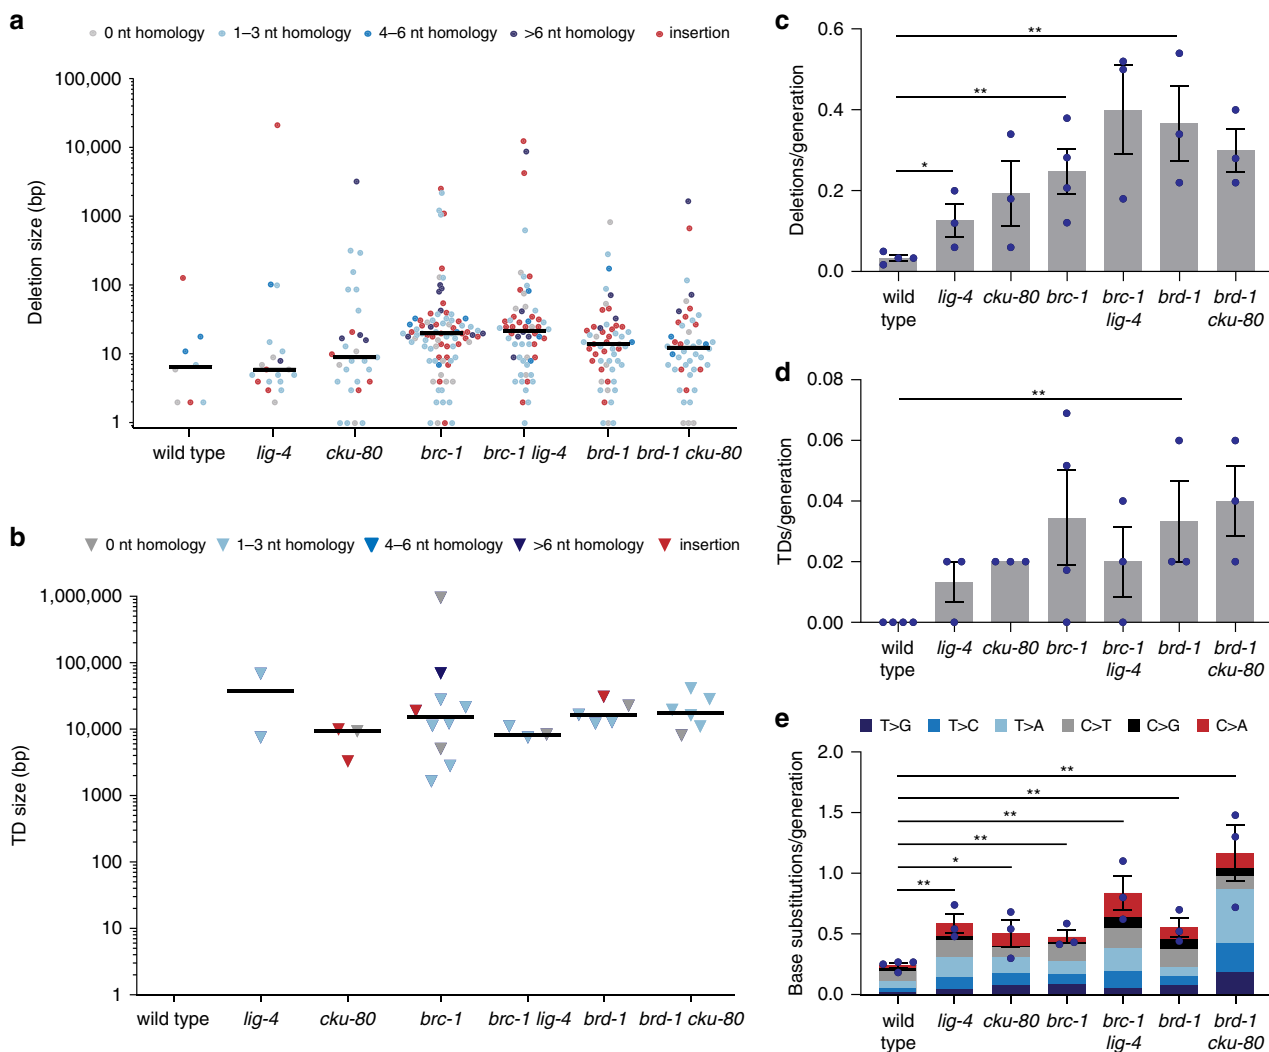 a
0 nt homology 1–3 nt homology 4–6 nt homology >6 nt homology insertion
Deletion size (bp)
100,000
10,000
1000
100
10
1
wild type lig-4 cku-80 brc-1 brc-1 lig-4 brd-1 brd-1 cku-80
b
0 nt homology 1–3 nt homology 4–6 nt homology >6 nt homology insertion
TD size (bp)
1,000,000
100,000
10,000
1000
100
10
1
wild type lig-4 cku-80 brc-1 brc-1 lig-4 brd-1 brd-1 cku-80
c
Deletions/generation
0.6
0.4
0.2
0.0
**
**
*
wild lig-4 cku-80 brc-1 brc-1 brd-1 brd-1
type lig-4 cku-80
d
TDs/generation
0.08
0.06
0.04
0.02
0.00
**
wild lig-4 cku-80 brc-1 brc-1 brd-1 brd-1
type lig-4 cku-80
e
T>G T>C T>A C>T C>G C>A
Base substitutions/generation
2.0
1.5
1.0
0.5
0.0
**
**
**
**
*
**
wild lig-4 cku-80 brc-1 brc-1 brd-1 brd-1
type lig-4 cku-80